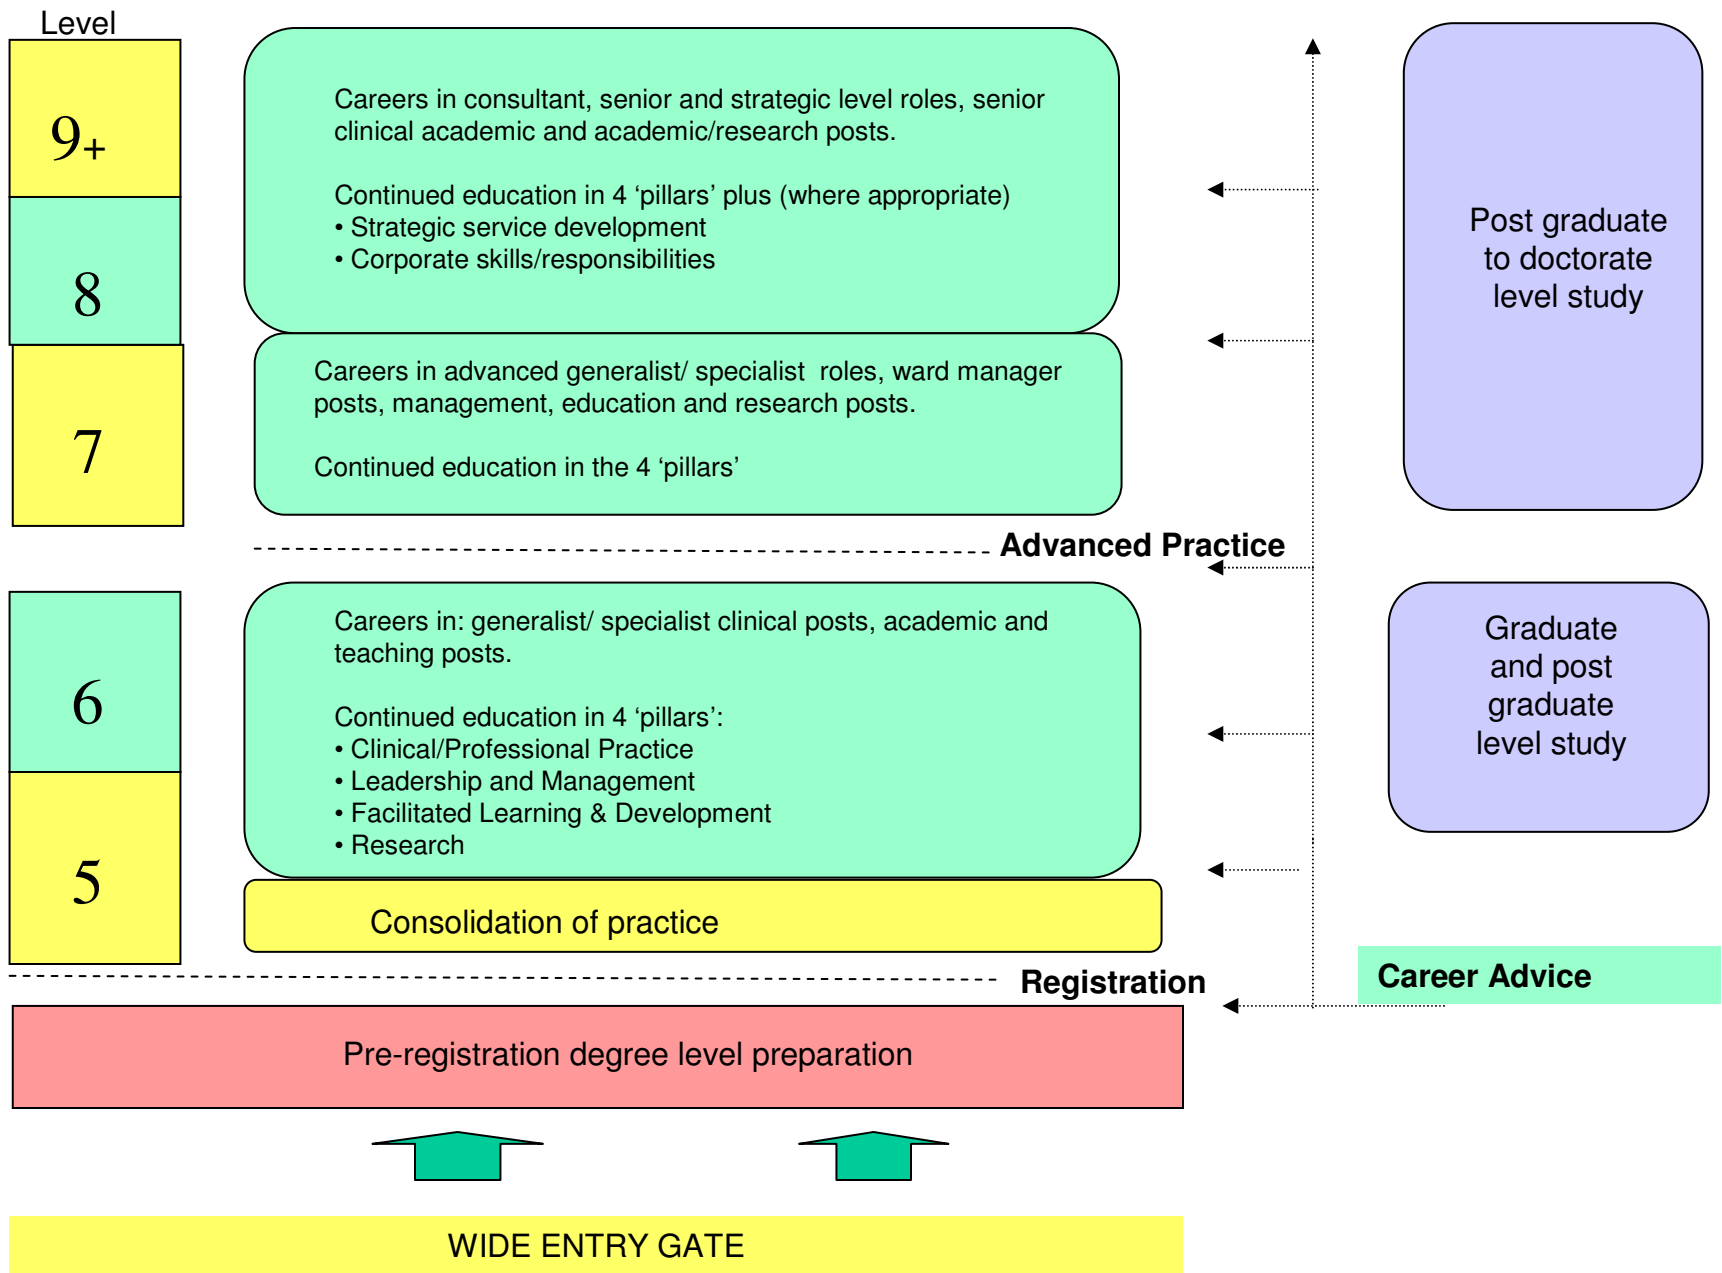 Level
9+
Careers in consultant, senior and strategic level roles, senior
clinical academic and academic/research posts.
Continued education in 4 ‘pillars’ plus (where appropriate)
• Strategic service development
• Corporate skills/responsibilities
8
Post graduate
to doctorate
level study
7
Careers in advanced generalist/ specialist  roles, ward manager
posts, management, education and research posts.
Continued education in the 4 ‘pillars’
Advanced Practice
6
Careers in: generalist/ specialist clinical posts, academic and
teaching posts.
Continued education in 4 ‘pillars’:
• Clinical/Professional Practice
• Leadership and Management
• Facilitated Learning & Development
• Research
Graduate
and post
graduate
level study
5
Consolidation of practice
Registration
Career Advice
Pre-registration degree level preparation
WIDE ENTRY GATE